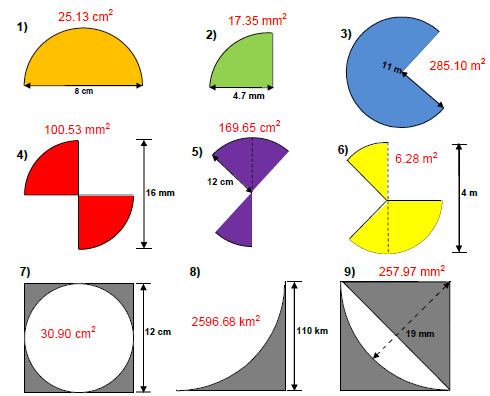 1)
25.13 cm²
8 cm
2)
17.35 mm²
4.7 mm
3)
11 m
285.10 m²
4)
100.53 mm²
16 mm
5)
169.65 cm²
12 cm
6)
6.28 m²
4 m
7)
30.90 cm²
12 cm
8)
2596.68 km²
110 km
9)
257.97 mm²
19 mm